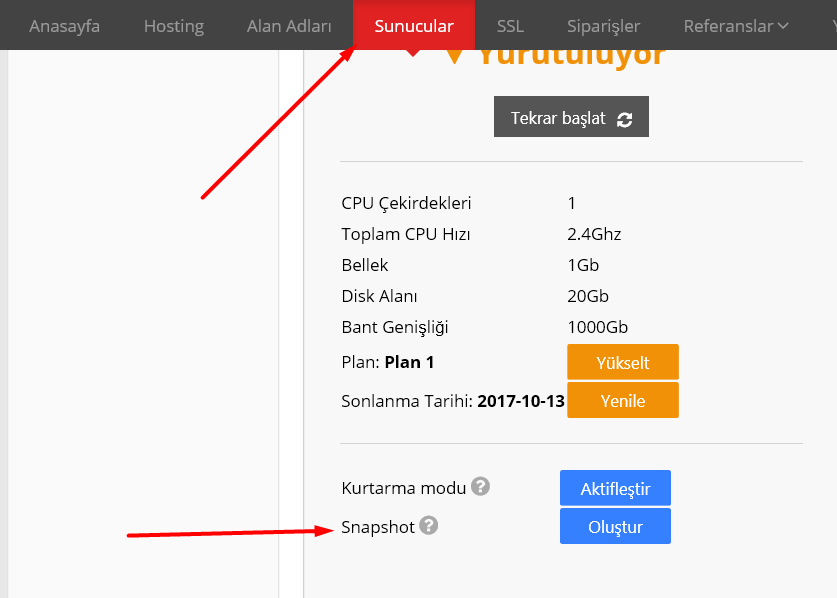 Anasayfa Hosting Alan Adları Sunucular SSL Siparişler Referanslar
Yürütülüyor
Tekrar başlat
CPU Çekirdekleri 1
Toplam CPU Hızı 2.4Ghz
Bellek 1Gb
Disk Alanı 20Gb
Bant Genişliği 1000Gb
Plan: Plan 1 Yükselt
Sonlanma Tarihi: 2017-10-13 Yenile
Kurtarma modu ? Aktifleştir
Snapshot ? Oluştur